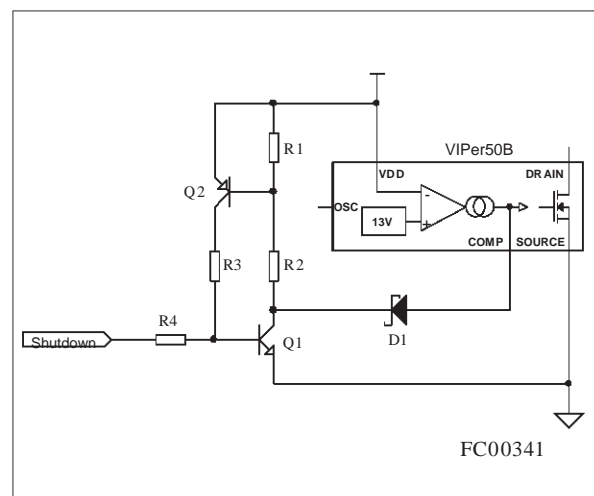 R1
VIPer50B
VDD
DRAIN
Q2
-
OSC
13V
+
COMP
SOURCE
R3
R2
R4
Shutdown
Q1
D1
FC00341